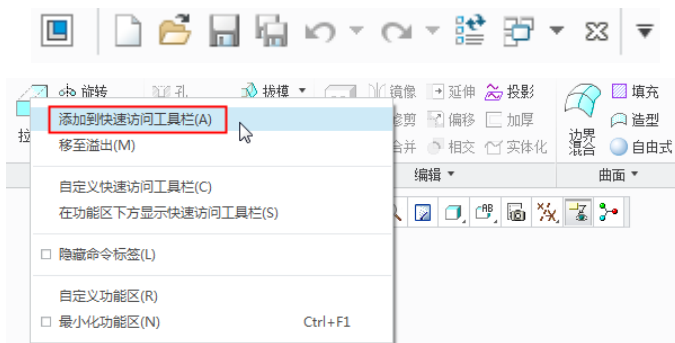 旋转 孔 拔模 镜像 延伸 投影 填充
添加到快速访问工具栏(A) 修剪 偏移 加厚 边界混合 造型
移至溢出(M) 合并 相交 实体化 自由式
编辑 曲面
自定义快速访问工具栏(C)
在功能区下方显示快速访问工具栏(S)
隐藏命令标签(L)
自定义功能区(R)
最小化功能区(N) Ctrl+F1